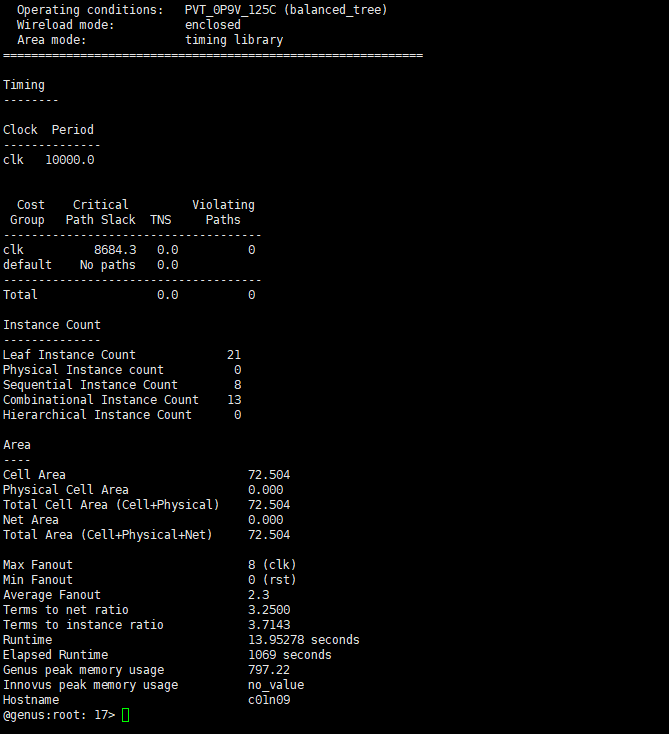 Operating conditions:   PVT_0P9V_125C (balanced_tree)
Wireload mode:          enclosed
Area mode:              timing library
============================================================
Timing
--------
Clock  Period
--------------
clk   10000.0
  Cost    Critical         Violating
 Group   Path Slack  TNS     Paths
-------------------------------------
clk          8684.3   0.0          0
default    No paths   0.0
-------------------------------------
Total                 0.0          0
Instance Count
--------------
Leaf Instance Count             21
Physical Instance count          0
Sequential Instance Count        8
Combinational Instance Count    13
Hierarchical Instance Count      0
Area
----
Cell Area                          72.504
Physical Cell Area                 0.000
Total Cell Area (Cell+Physical)    72.504
Net Area                           0.000
Total Area (Cell+Physical+Net)     72.504
Max Fanout                         8 (clk)
Min Fanout                         0 (rst)
Average Fanout                     2.3
Terms to net ratio                 3.2500
Terms to instance ratio            3.7143
Runtime                            13.95278 seconds
Elapsed Runtime                    1069 seconds
Genus peak memory usage            797.22
Innovus peak memory usage          no_value
Hostname                           c01n09
@genus:root: 17>